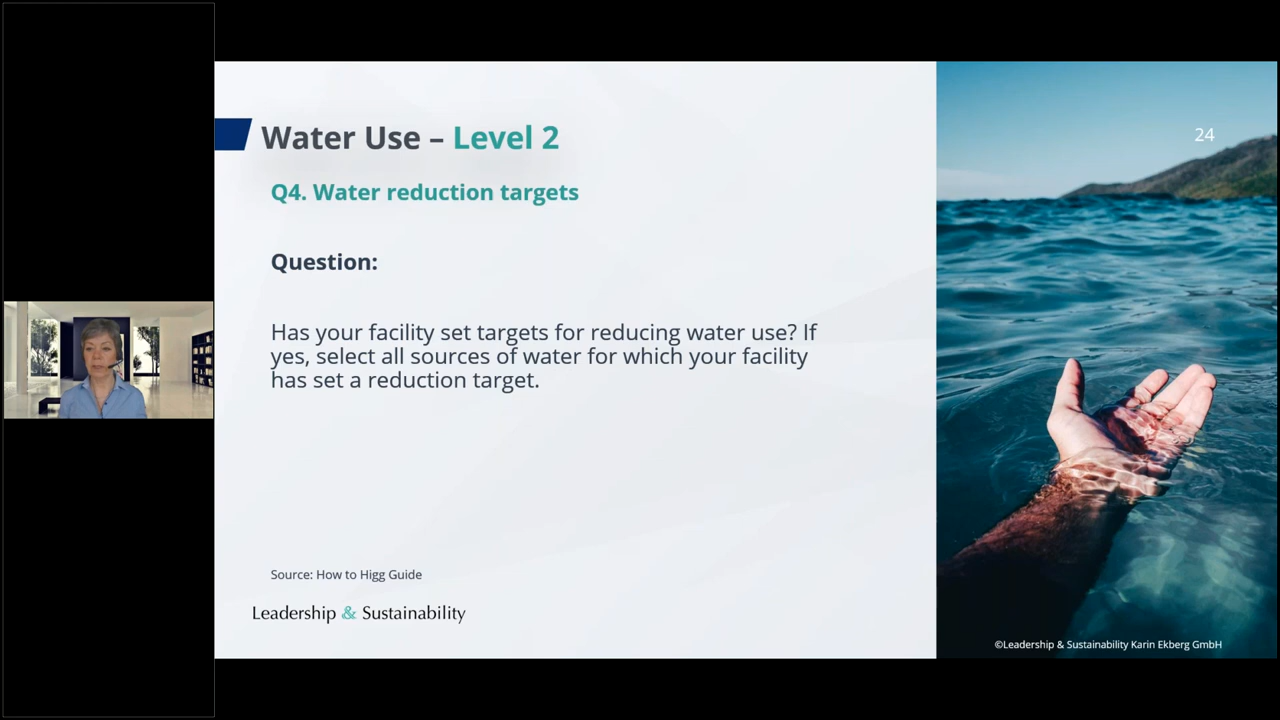 Water Use – Level 2
24
Q4. Water reduction targets
Question:
Has your facility set targets for reducing water use? If
yes, select all sources of water for which your facility
has set a reduction target.
Source: How to Higg Guide
Leadership & Sustainability
©Leadership & Sustainability Karin Ekberg GmbH